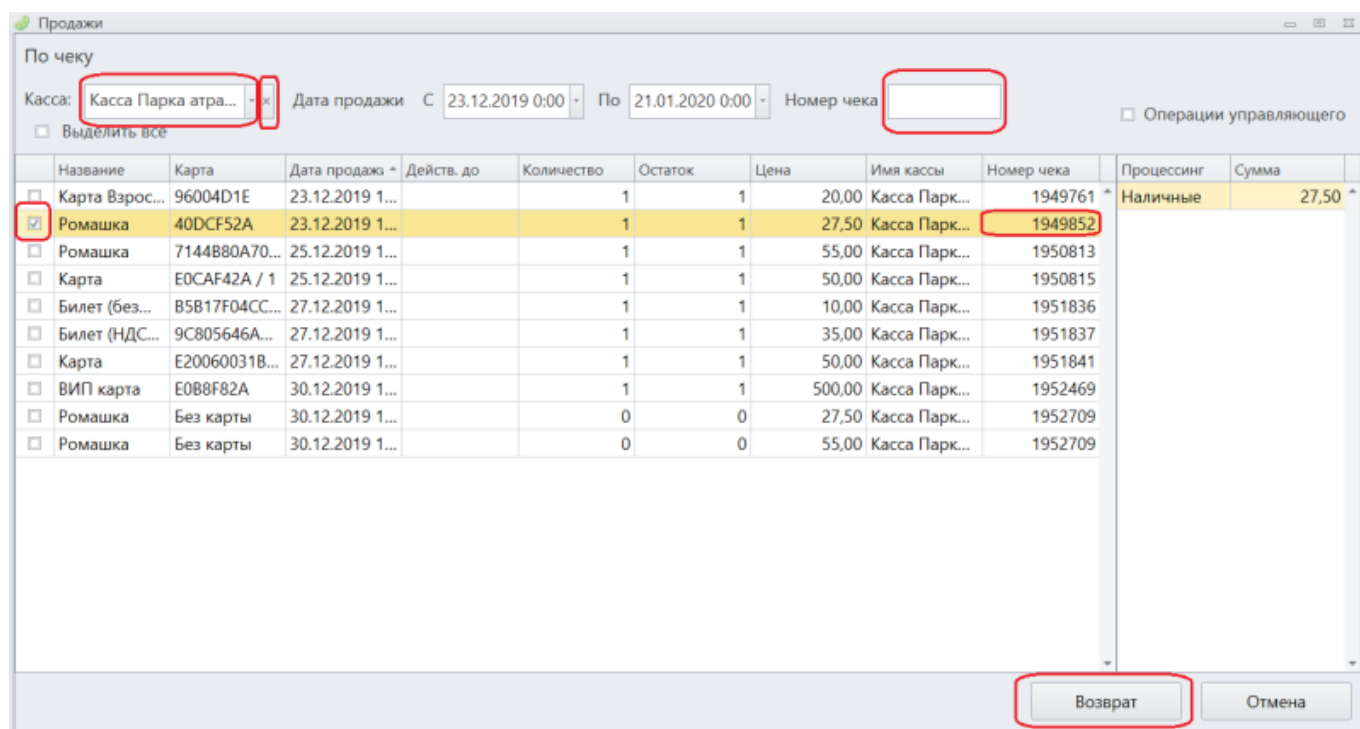 Продажи
По чеку
Касса: Касса Парка атра... Дата продажи С 23.12.2019 0:00 По 21.01.2020 0:00 Номер чека
Выделить все Операции управляющего
Название Карта Дата продажи Действ. до Количество Остаток Цена Имя кассы Номер чека Процессинг Сумма
Карта Взрос... 96004D1E 23.12.2019 1... 1 1 20,00 Касса Парк... 1949761 Наличные 27,50
Ромашка 40DCF52A 23.12.2019 1... 1 1 27,50 Касса Парк... 1949852
Ромашка 7144B80A70... 25.12.2019 1... 1 1 55,00 Касса Парк... 1950813
Карта E0CAF42A / 1 25.12.2019 1... 1 1 50,00 Касса Парк... 1950815
Билет (без... B5B17F04CC... 27.12.2019 1... 1 1 10,00 Касса Парк... 1951836
Билет (НДС... 9C805646A... 27.12.2019 1... 1 1 35,00 Касса Парк... 1951837
Карта E20060031B... 27.12.2019 1... 1 1 50,00 Касса Парк... 1951841
ВИП карта E0B8F82A 30.12.2019 1... 1 1 500,00 Касса Парк... 1952469
Ромашка Без карты 30.12.2019 1... 0 0 27,50 Касса Парк... 1952709
Ромашка Без карты 30.12.2019 1... 0 0 55,00 Касса Парк... 1952709
Возврат Отмена